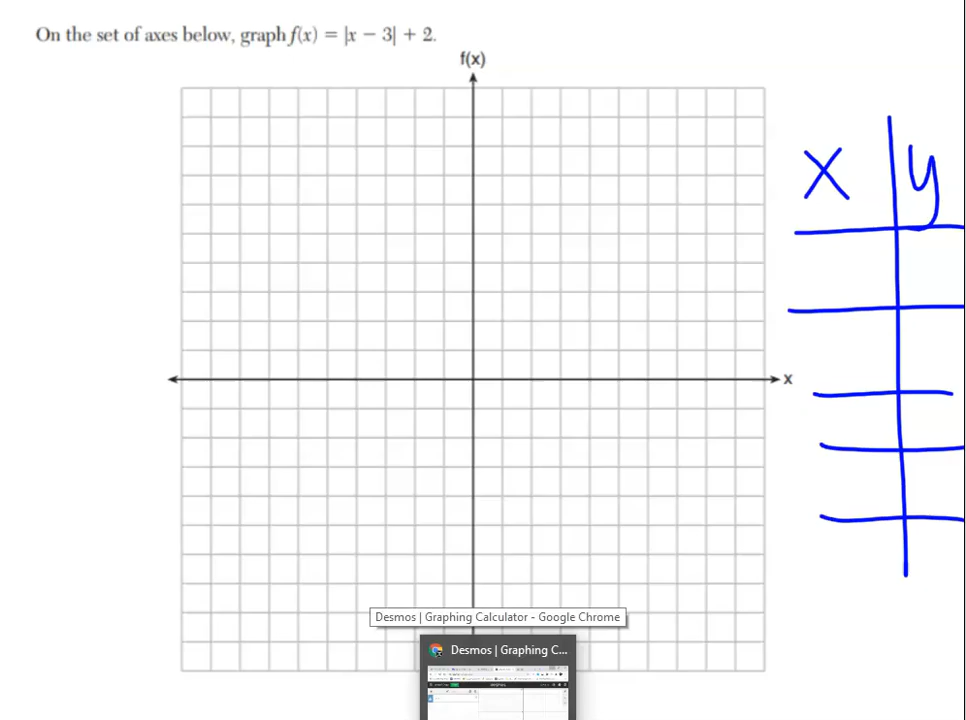 On the set of axes below, graph f(x) = |x − 3| + 2.
f(x)
x y
x
Desmos | Graphing Calculator - Google Chrome
Desmos | Graphing C...